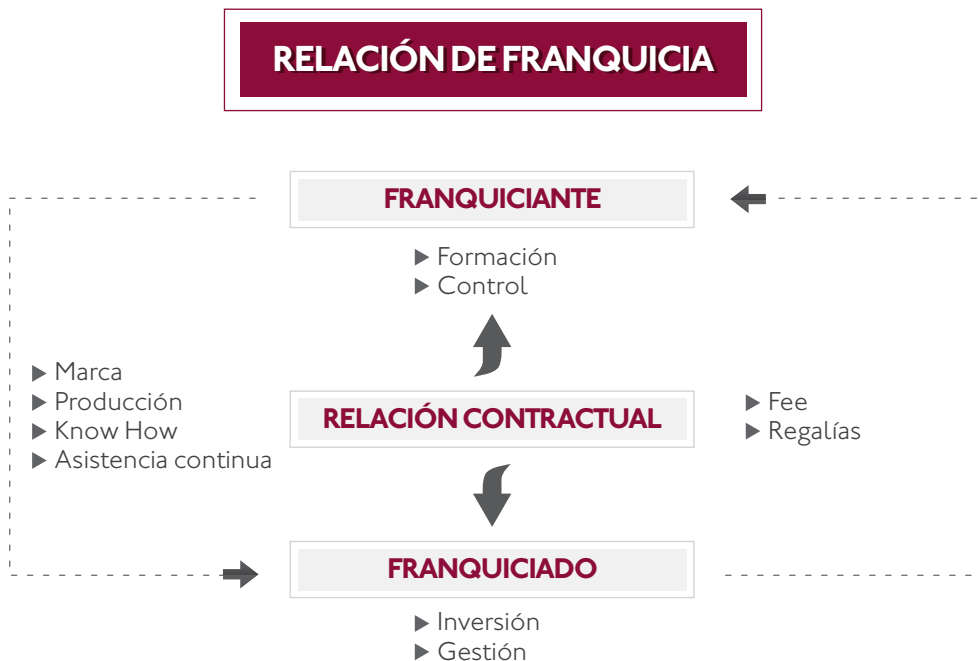 RELACIÓN DE FRANQUICIA
FRANQUICIANTE
▶ Formación
▶ Control
▶ Marca
▶ Producción
▶ Know How
▶ Asistencia continua
RELACIÓN CONTRACTUAL
▶ Fee
▶ Regalías
FRANQUICIADO
▶ Inversión
▶ Gestión